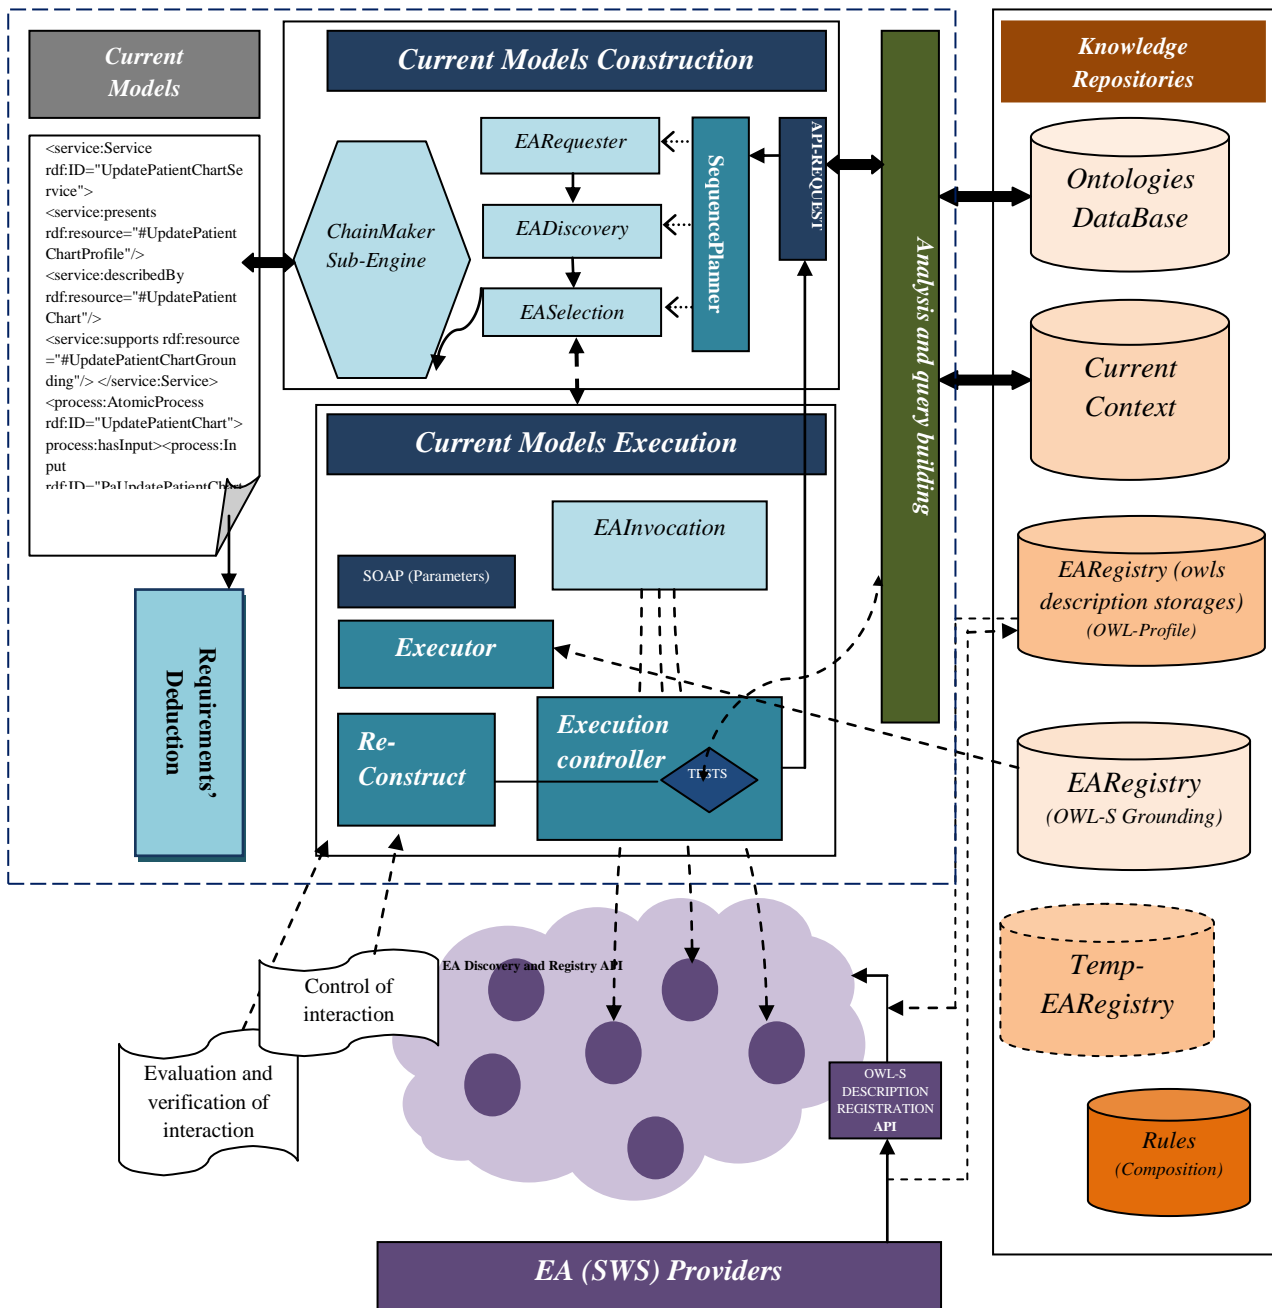 Current
Models
<service:Service
rdf:ID="UpdatePatientChartSe
rvice">
<service:presents
rdf:resource="#UpdatePatient
ChartProfile"/>
<service:describedBy
rdf:resource="#UpdatePatient
Chart"/>
<service:supports rdf:resource
="#UpdatePatientChartGroun
ding"/> </service:Service>
<process:AtomicProcess
rdf:ID="UpdatePatientChart">
process:hasInput><process:In
put
rdf:ID="PaUpdatePatientChart
Requirements'
Deduction
Current Models Construction
ChainMaker
Sub-Engine
EARequester
EADiscovery
EASelection
SequencePlanner
API-REQUEST
Analysis and query building
Current Models Execution
EAInvocation
SOAP (Parameters)
Executor
Re-
Construct
Execution
controller
TESTS
Knowledge
Repositories
Ontologies
DataBase
Current
Context
EARegistry (owls
description storages)
(OWL-Profile)
EARegistry
(OWL-S Grounding)
Temp-
EARegistry
Rules
(Composition)
EA Discovery and Registry API
Control of
interaction
Evaluation and
verification of
interaction
OWL-S
DESCRIPTION
REGISTRATION
API
EA (SWS) Providers